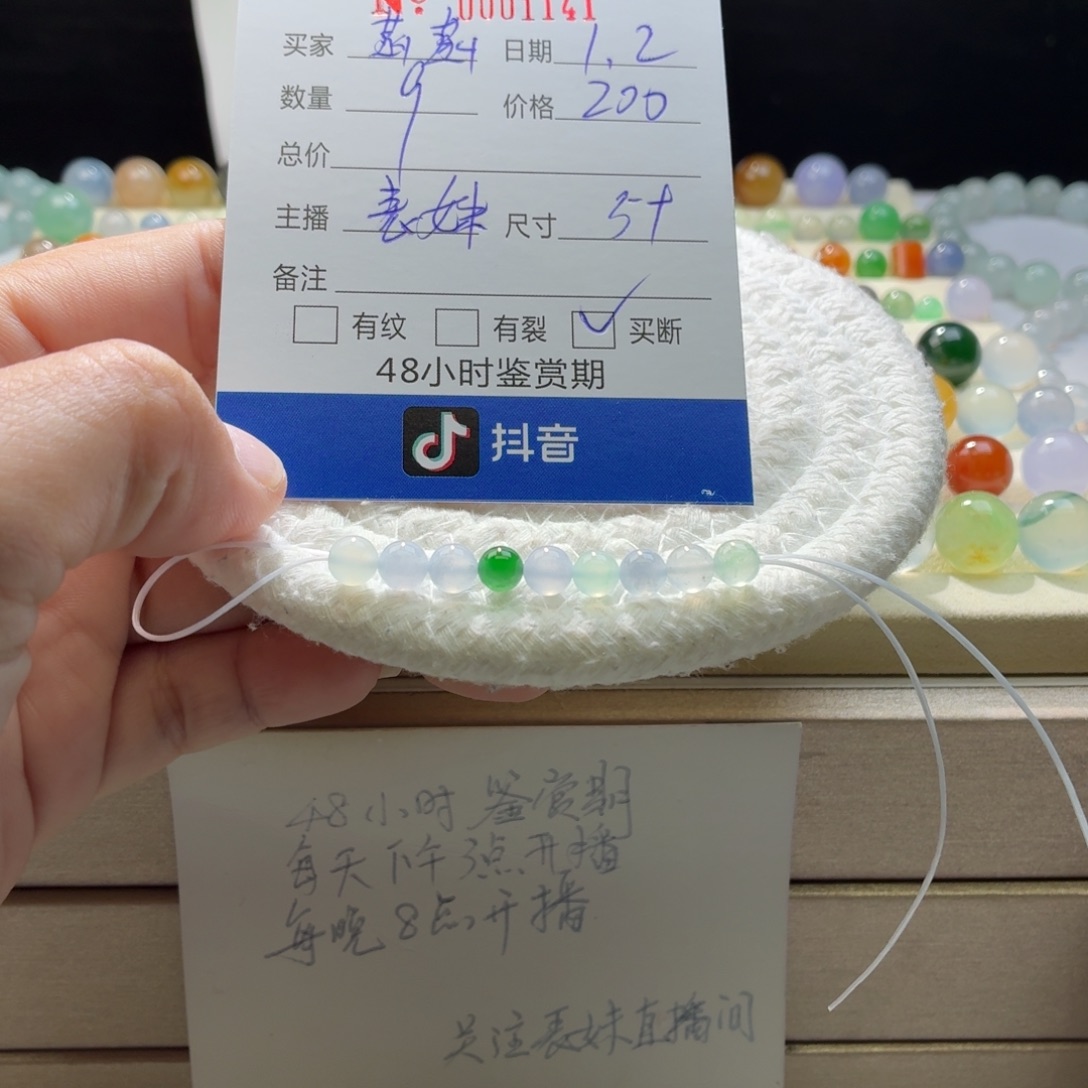 No 0001141
买家 日期 1.2
数量 9 价格 200
总价
主播 表妹 尺寸 5+
备注
有纹 有裂 买断
48小时鉴赏期
抖音
48小时鉴赏期
每天下午3点开播
每晚8点开播
关注表妹直播间